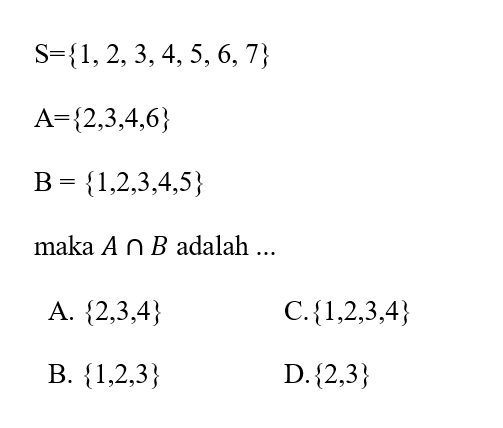 S={1, 2, 3, 4, 5, 6, 7}
A={2,3,4,6}
B = {1,2,3,4,5}
maka A ∩ B adalah ...
A. {2,3,4} C.{1,2,3,4}
B. {1,2,3} D.{2,3}